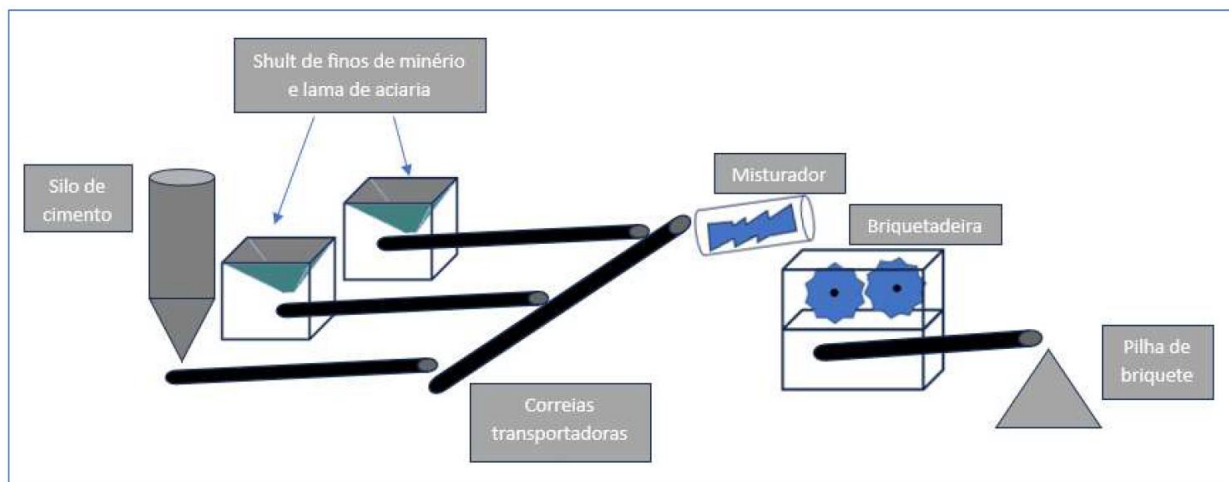 Shult de finos de minério
e lama de aciaria
Silo de
cimento
Misturador
Briquetadeira
Pilha de
briquete
Correias
transportadoras